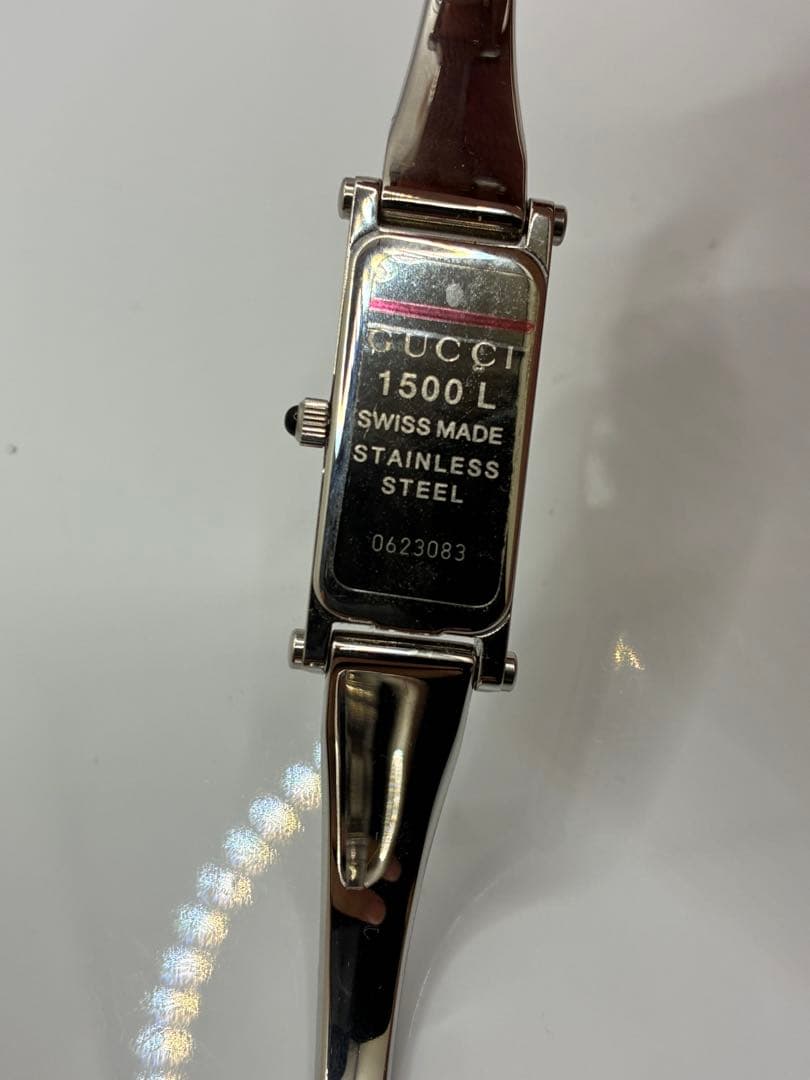 GUCCI
1500 L
SWISS MADE
STAINLESS
STEEL
0623083